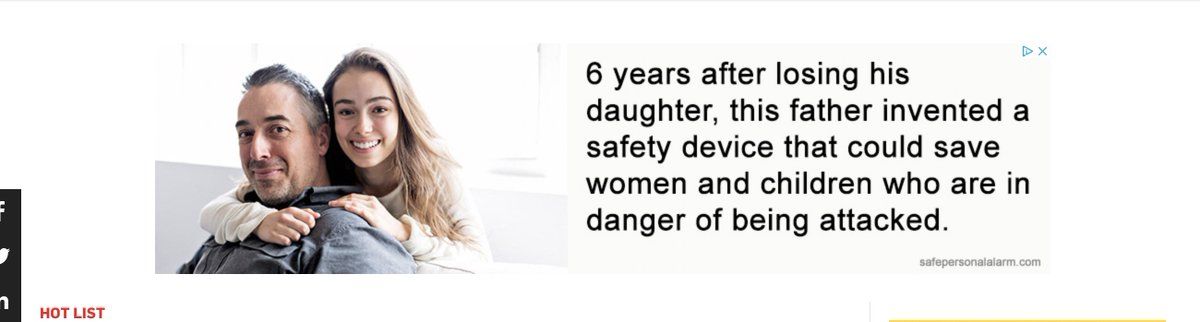 6 years after losing his
daughter, this father invented a
safety device that could save
women and children who are in
danger of being attacked.
safepersonalalarm.com
HOT LIST